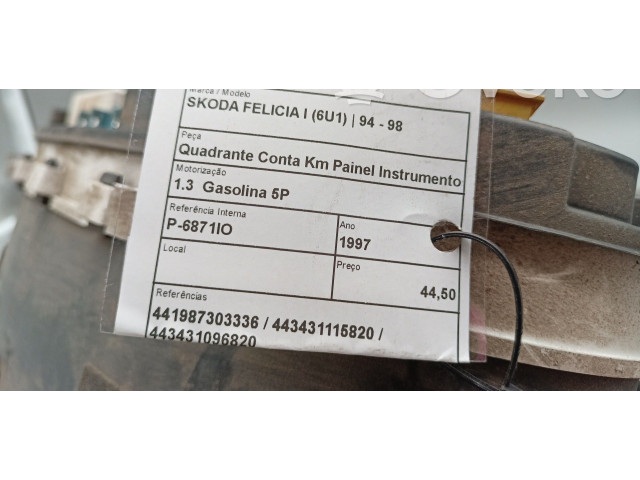 Marca / Modelo
SKODA FELICIA I (6U1) | 94 - 98
Peça
Quadrante Conta Km Painel Instrumento
Motorização
1.3 Gasolina 5P
Referência Interna
P-6871IO
Ano
1997
Local
Preço
44,50
Referências
441987303336 / 443431115820 /
443431096820